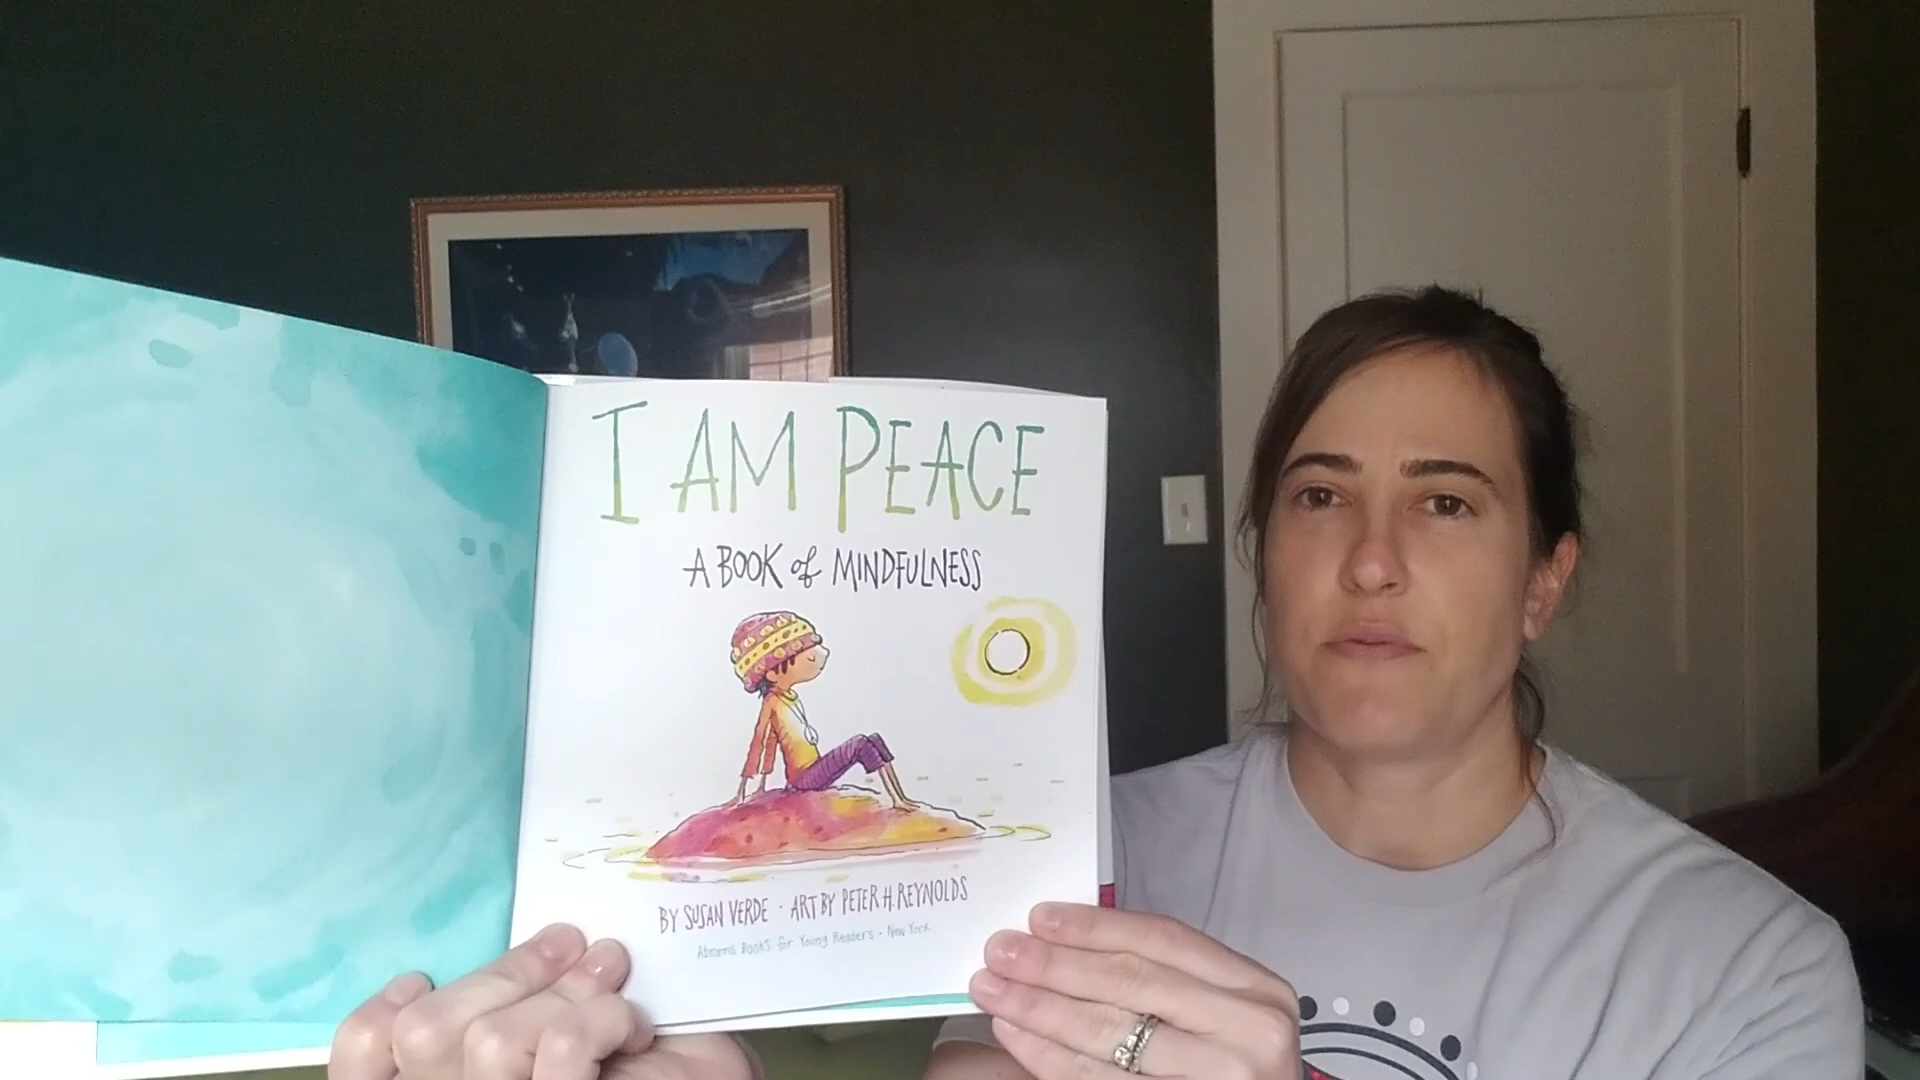 I AM PEACE
A BOOK of MINDFULNESS
BY SUSAN VERDE · ART BY PETER H. REYNOLDS
Abrams Books for Young Readers · New York